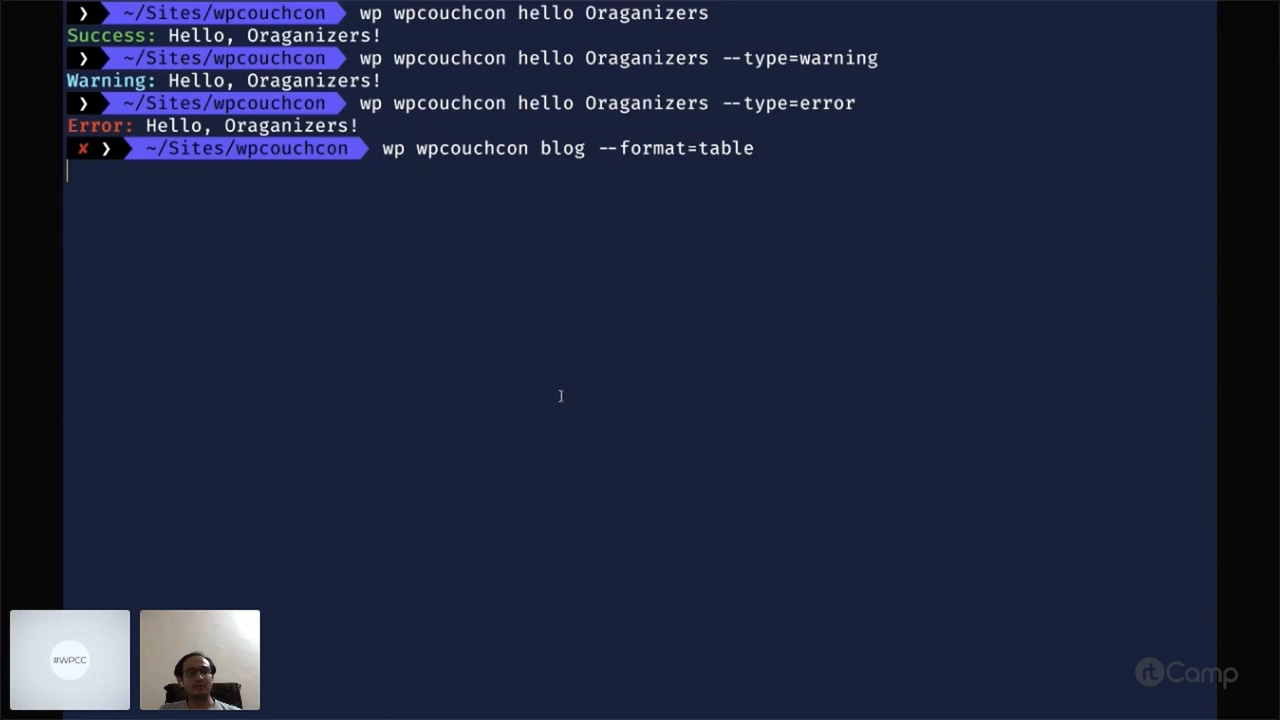 ❯ ~/Sites/wpcouchcon wp wpcouchcon hello Oraganizers
Success: Hello, Oraganizers!
❯ ~/Sites/wpcouchcon wp wpcouchcon hello Oraganizers --type=warning
Warning: Hello, Oraganizers!
❯ ~/Sites/wpcouchcon wp wpcouchcon hello Oraganizers --type=error
Error: Hello, Oraganizers!
✘ ❯ ~/Sites/wpcouchcon wp wpcouchcon blog --format=table
#WPCC
rtCamp